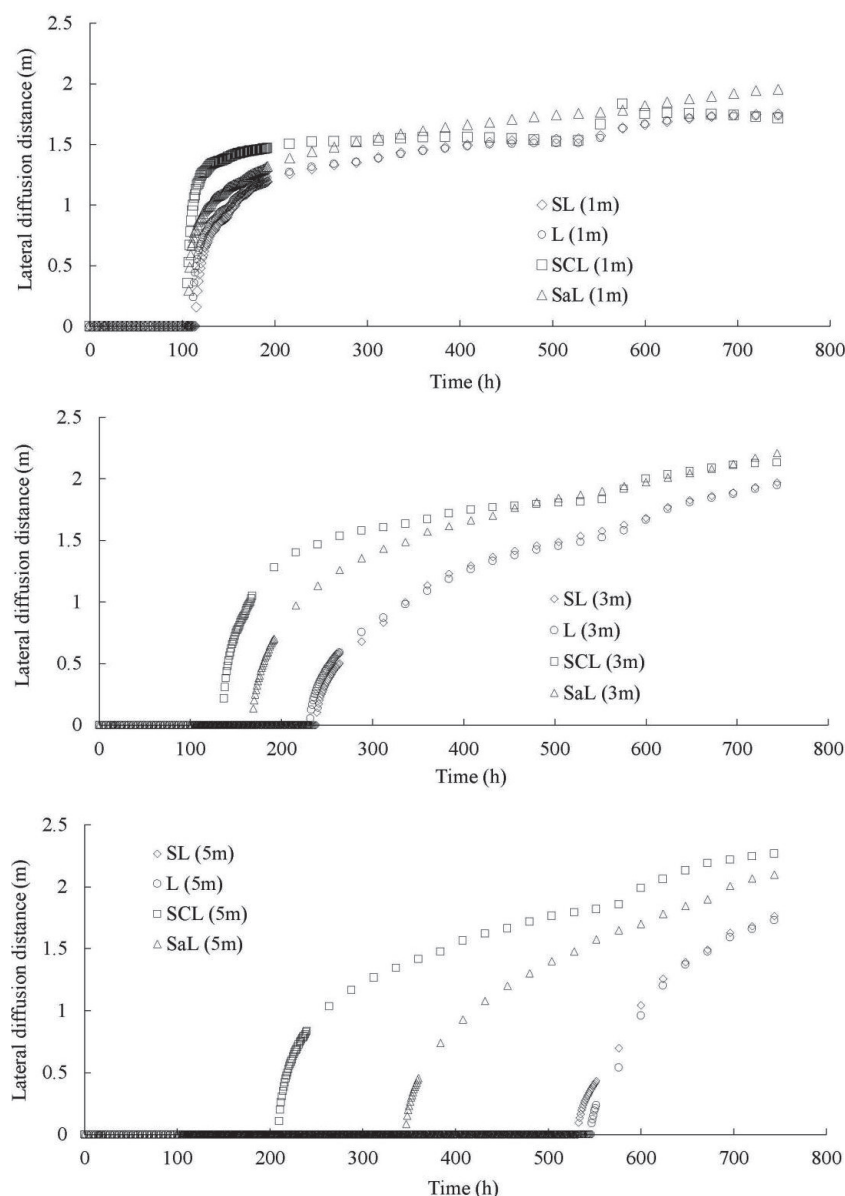 2.5
2
1.5
1
0.5
0
Lateral diffusion distance (m)
SL (1m)
L (1m)
SCL (1m)
SaL (1m)
0 100 200 300 400 500 600 700 800
Time (h)
2.5
2
1.5
1
0.5
0
Lateral diffusion distance (m)
SL (3m)
L (3m)
SCL (3m)
SaL (3m)
0 100 200 300 400 500 600 700 800
Time (h)
2.5
2
1.5
1
0.5
0
Lateral diffusion distance (m)
SL (5m)
L (5m)
SCL (5m)
SaL (5m)
0 100 200 300 400 500 600 700 800
Time (h)